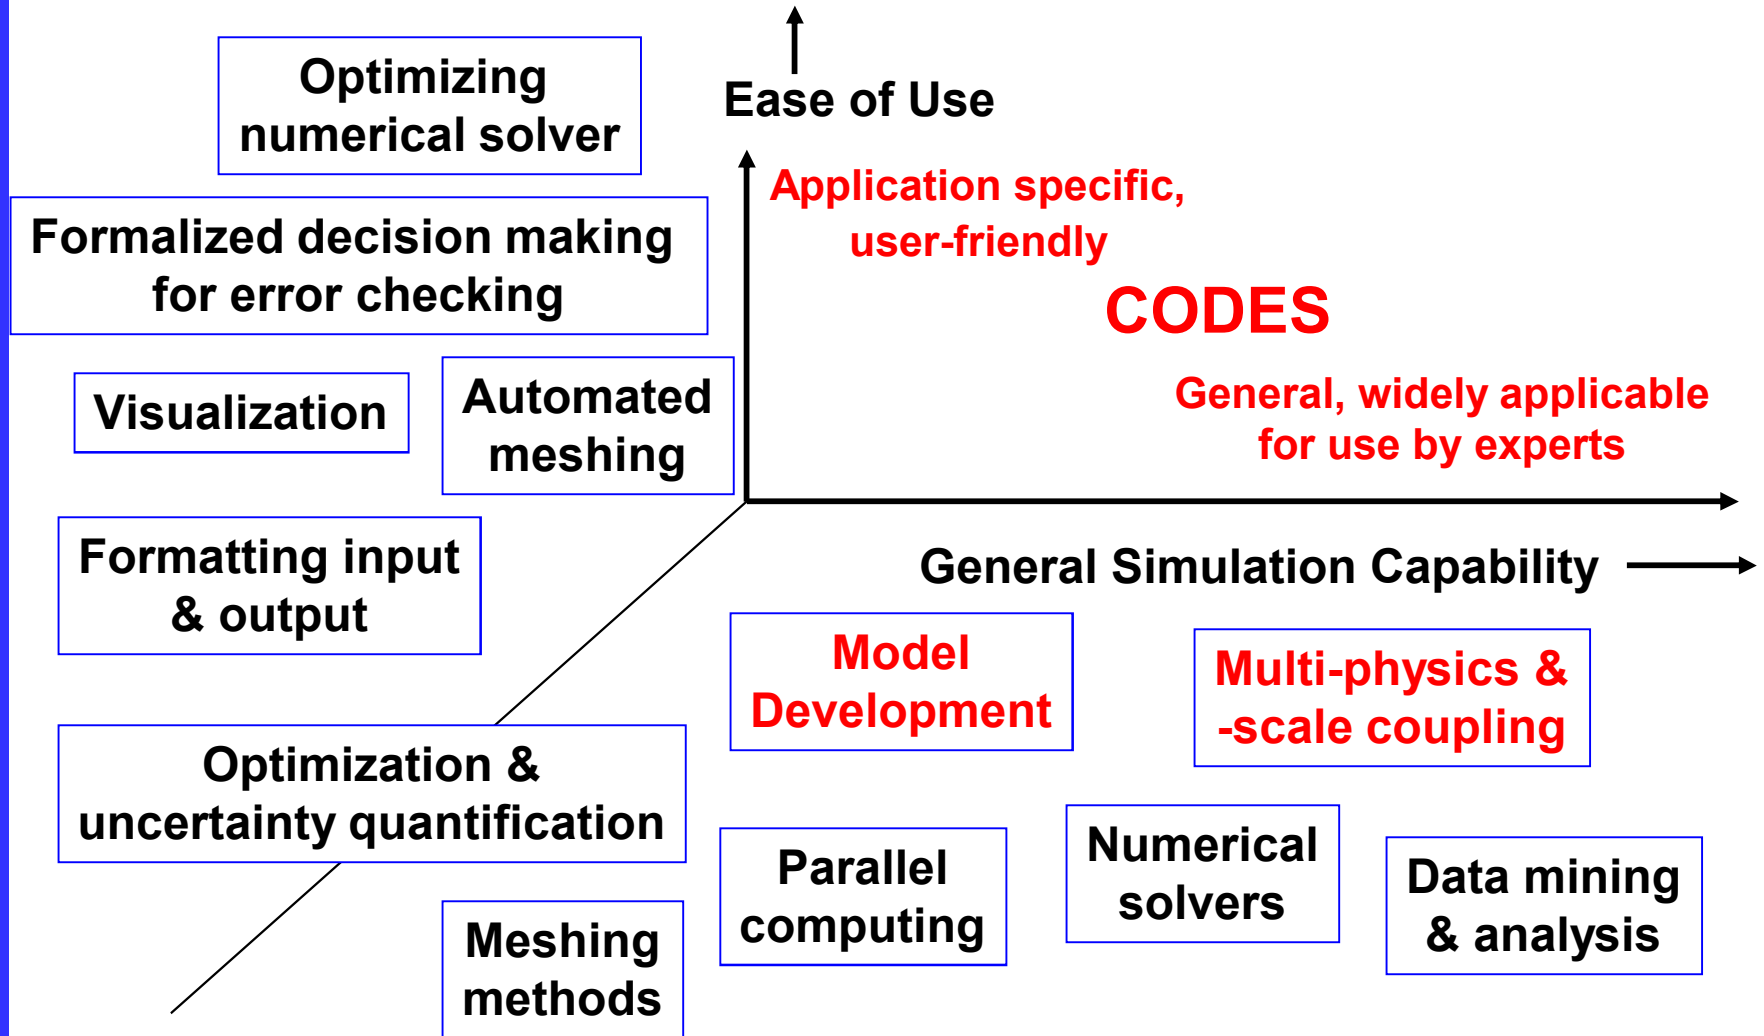 Optimizing
numerical solver
Ease of Use
Application specific,
user-friendly
Formalized decision making
for error checking
CODES
Visualization
Automated
meshing
General, widely applicable
for use by experts
Formatting input
& output
General Simulation Capability
Model
Development
Multi-physics &
-scale coupling
Optimization &
uncertainty quantification
Parallel
computing
Numerical
solvers
Data mining
& analysis
Meshing
methods